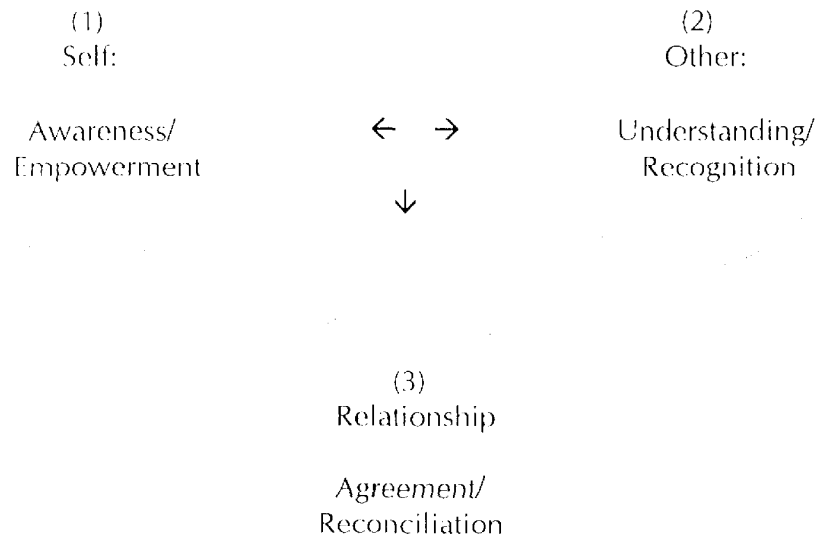 (1)
Self:
Awareness/
Empowerment
← →
↓
(2)
Other:
Understanding/
Recognition
(3)
Relationship
Agreement/
Reconciliation